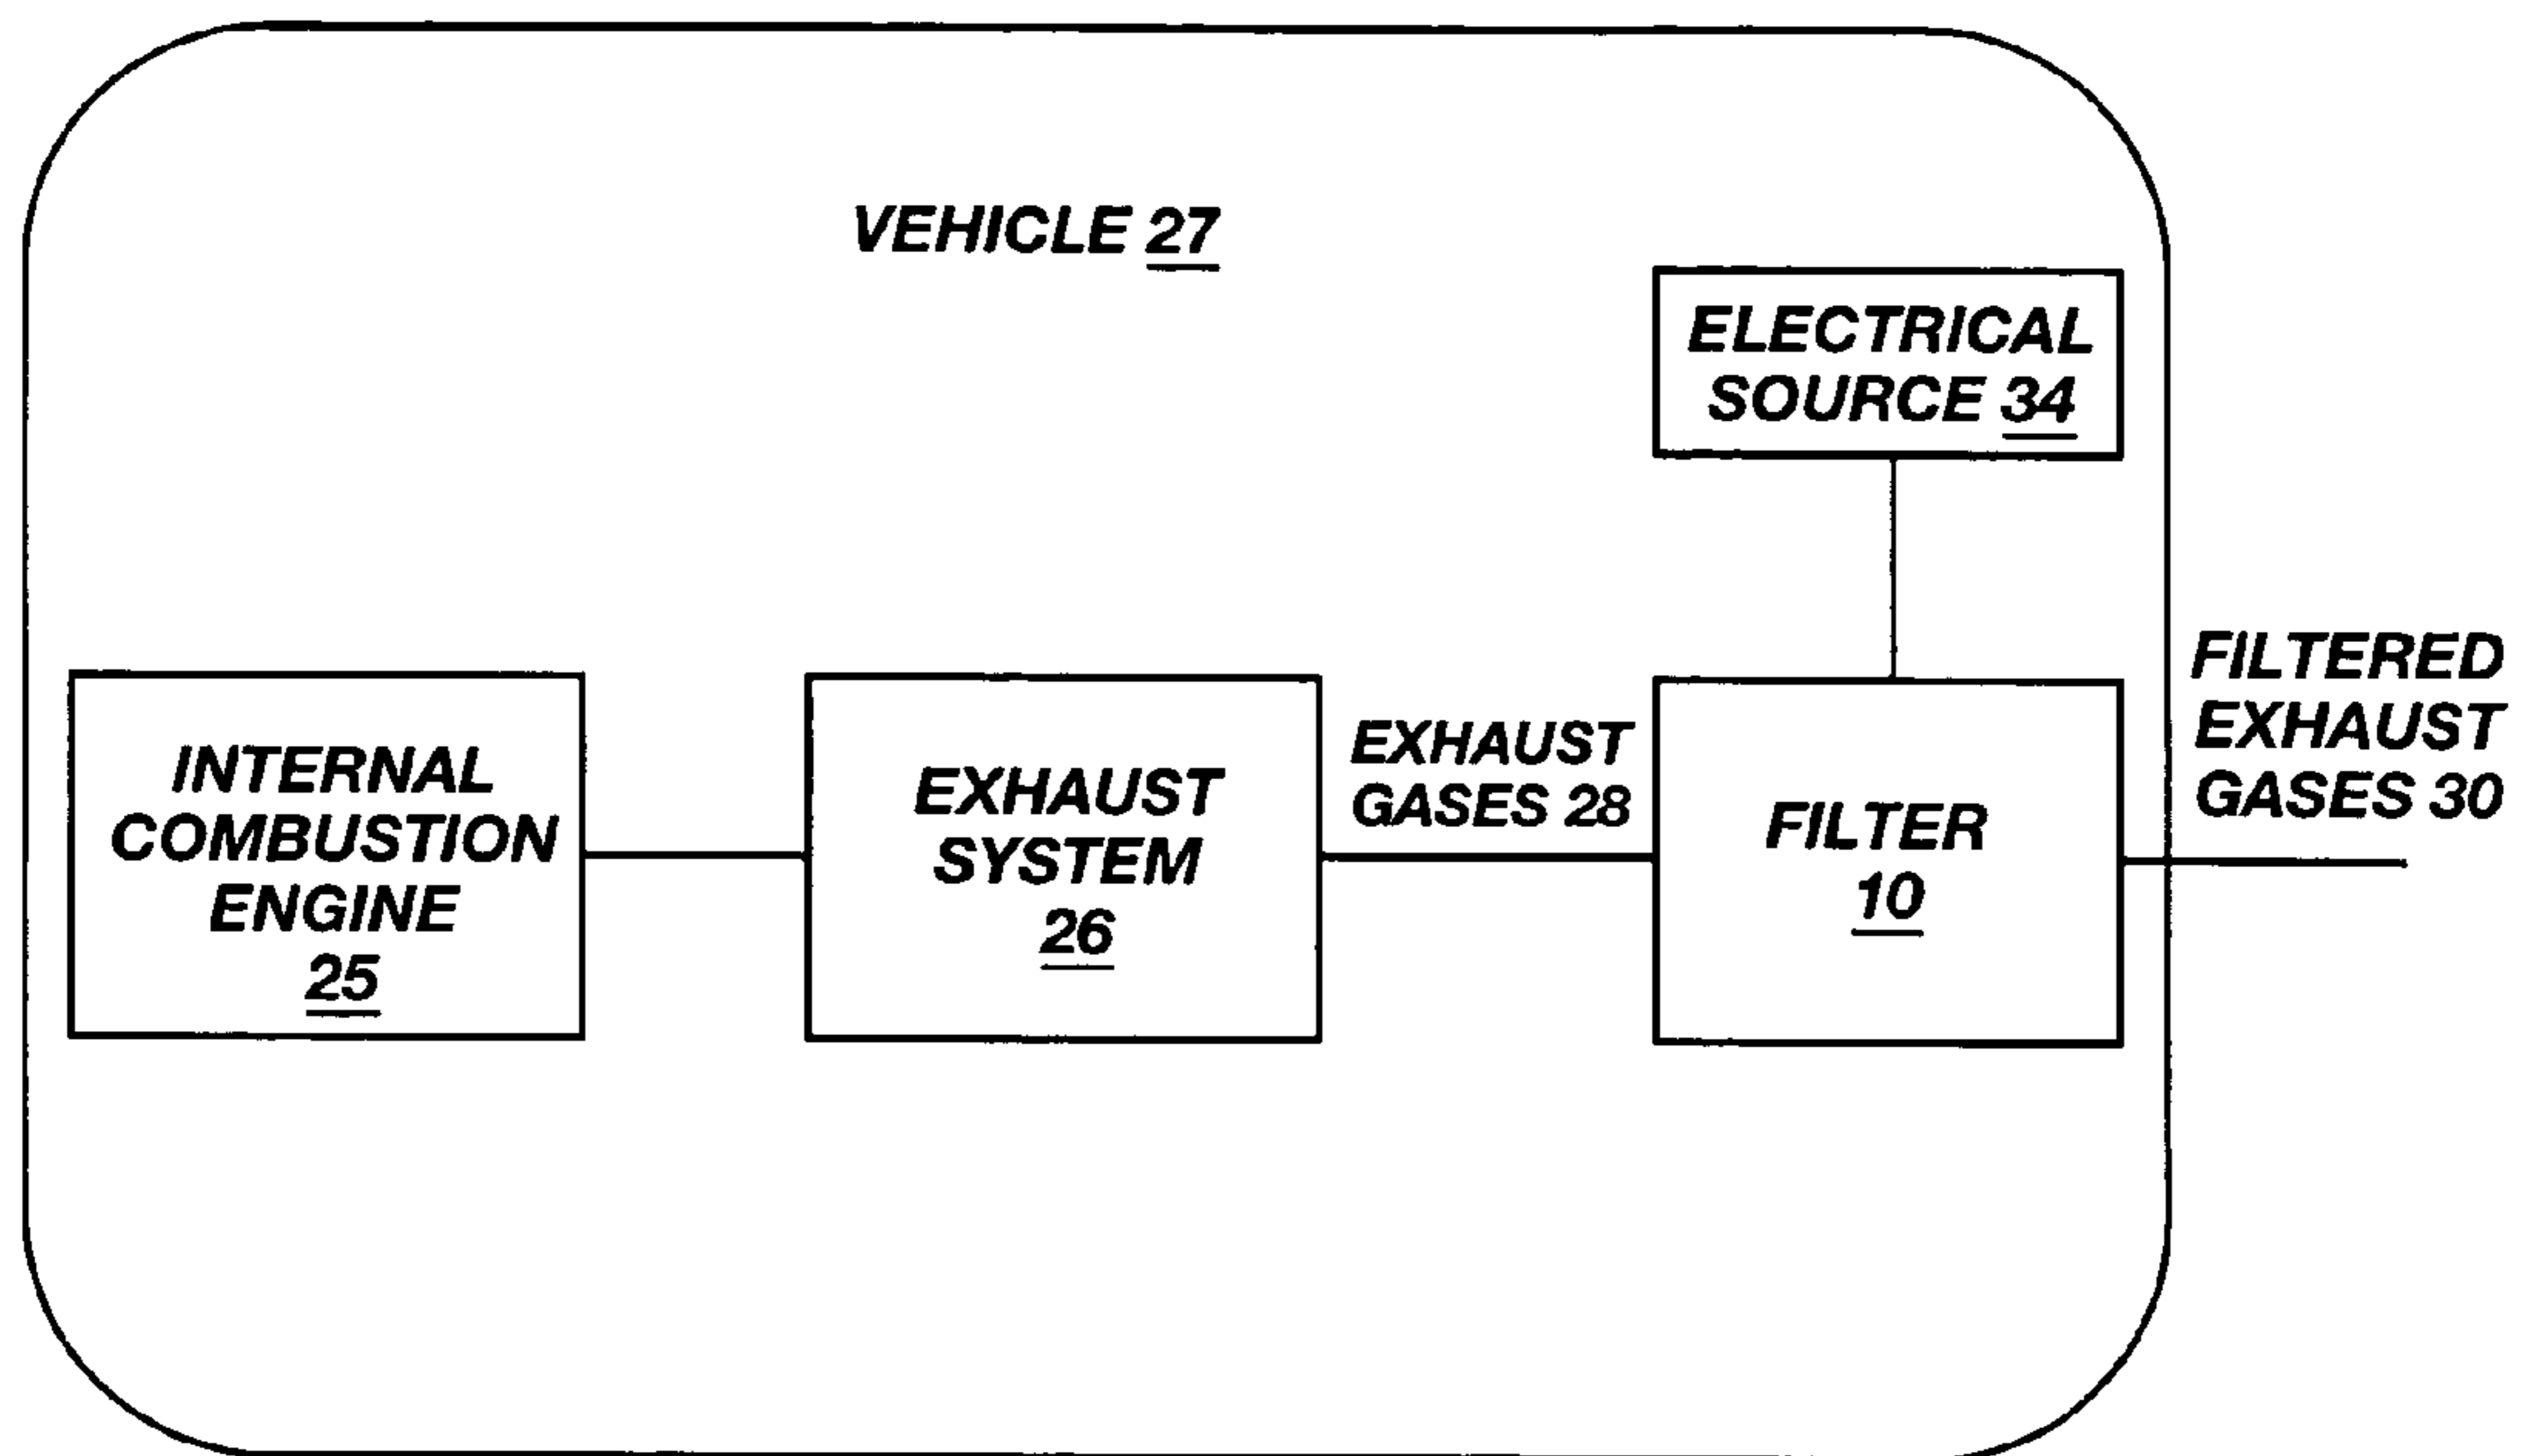 VEHICLE 27
ELECTRICAL
SOURCE 34
INTERNAL
COMBUSTION
ENGINE
25
EXHAUST
SYSTEM
26
EXHAUST
GASES 28
FILTER
10
FILTERED
EXHAUST
GASES 30